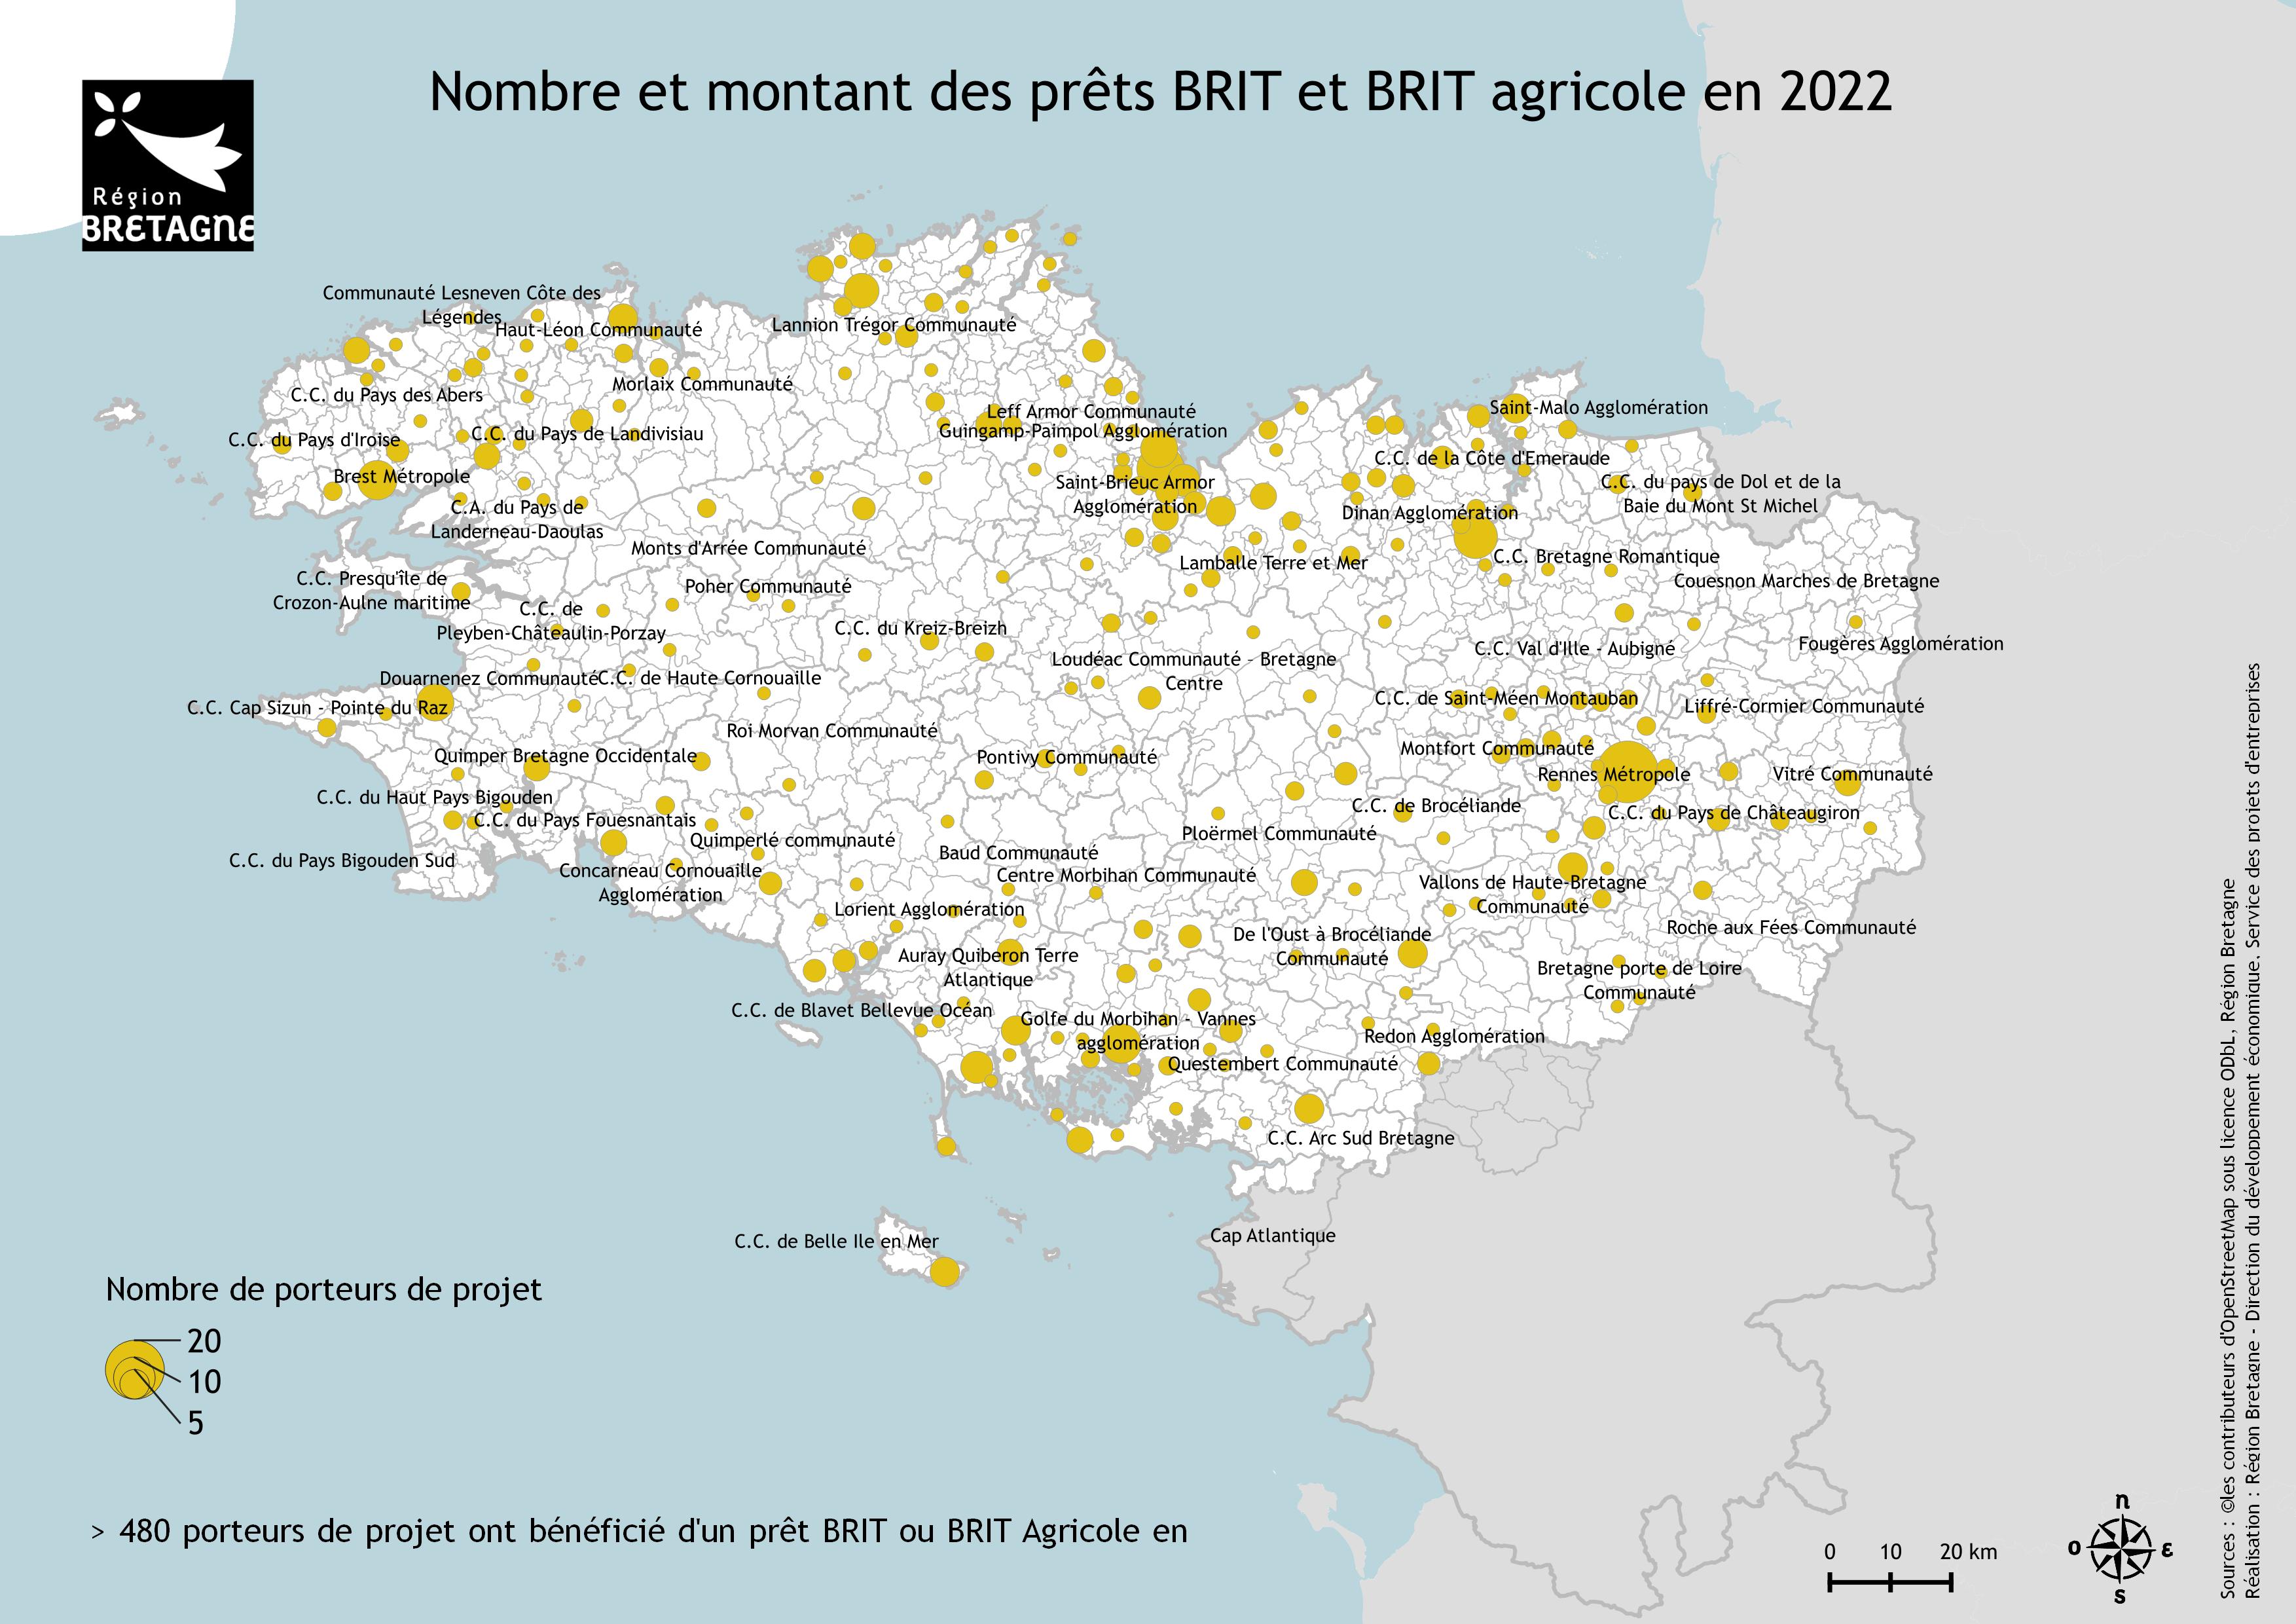 Nombre et montant des prêts BRIT et BRIT agricole en 2022
Région
BRETAGNE
Communauté Lesneven Côte des
Légendes
Haut-Léon Communauté
Lannion Trégor Communauté
Morlaix Communauté
C.C. du Pays des Abers
Leff Armor Communauté
Saint-Malo Agglomération
Guingamp-Paimpol Agglomération
C.C. du Pays d'Iroise
C.C. du Pays de Landivisiau
C.C. de la Côte d'Emeraude
Brest Métropole
Saint-Brieuc Armor
Agglomération
C.C. du pays de Dol et de la
Baie du Mont St Michel
C.A. du Pays de
Landerneau-Daoulas
Dinan Agglomération
Monts d'Arrée Communauté
Lamballe Terre et Mer
C.C. Bretagne Romantique
Couesnon Marches de Bretagne
C.C. Presqu'île de
Crozon-Aulne maritime
Poher Communauté
C.C. de
Pleyben-Châteaulin-Porzay
C.C. du Kreiz-Breizh
C.C. Val d'Ille - Aubigné
Fougères Agglomération
Loudéac Communauté - Bretagne
Centre
Douarnenez Communauté
C.C. de Haute Cornouaille
C.C. Cap Sizun - Pointe du Raz
C.C. de Saint-Méen Montauban
Liffré-Cormier Communauté
Roi Morvan Communauté
Quimper Bretagne Occidentale
Pontivy Communauté
Montfort Communauté
Rennes Métropole
Vitré Communauté
C.C. du Haut Pays Bigouden
C.C. de Brocéliande
C.C. du Pays de Châteaugiron
C.C. du Pays Fouesnantais
Ploërmel Communauté
Quimperlé communauté
C.C. du Pays Bigouden Sud
Baud Communauté
Concarneau Cornouaille
Agglomération
Centre Morbihan Communauté
Vallons de Haute-Bretagne
Communauté
Lorient Agglomération
Roche aux Fées Communauté
De l'Oust à Brocéliande
Communauté
Auray Quiberon Terre
Atlantique
Bretagne porte de Loire
Communauté
C.C. de Blavet Bellevue Océan
Golfe du Morbihan - Vannes
agglomération
Redon Agglomération
Questembert Communauté
C.C. Arc Sud Bretagne
Cap Atlantique
C.C. de Belle Ile en Mer
Nombre de porteurs de projet
20
10
5
> 480 porteurs de projet ont bénéficié d'un prêt BRIT ou BRIT Agricole en
0 10 20 km
n
o ε
s
Sources : ©les contributeurs d'OpenStreetMap sous licence ODbL, Région Bretagne
Réalisation : Région Bretagne - Direction du développement économique, Service des projets d'entreprises